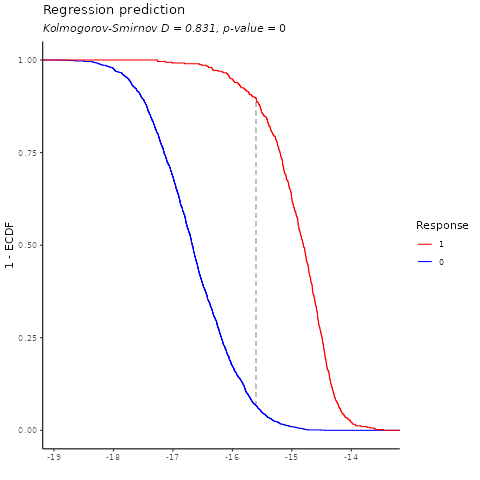 Regression prediction
Kolmogorov-Smirnov D = 0.831, p-value = 0
1 - ECDF
1.00
0.75
0.50
0.25
0.00
-19 -18 -17 -16 -15 -14
Response
1
0